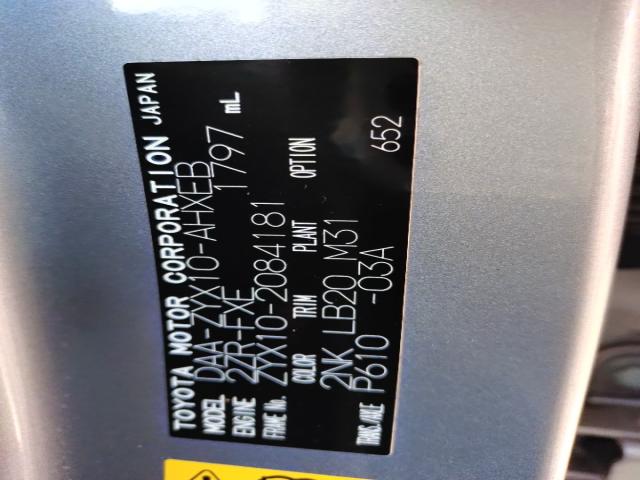 TOYOTA MOTOR CORPORATION JAPAN
MODEL DAA-ZYX10-AHXEB
ENGINE 2ZR-FXE 1797 mL
FRAME No. ZYX10-2084181
COLOR TRIM PLANT OPTION
2NK LB20 M31
TRANS./AXLE P610 -03A 652